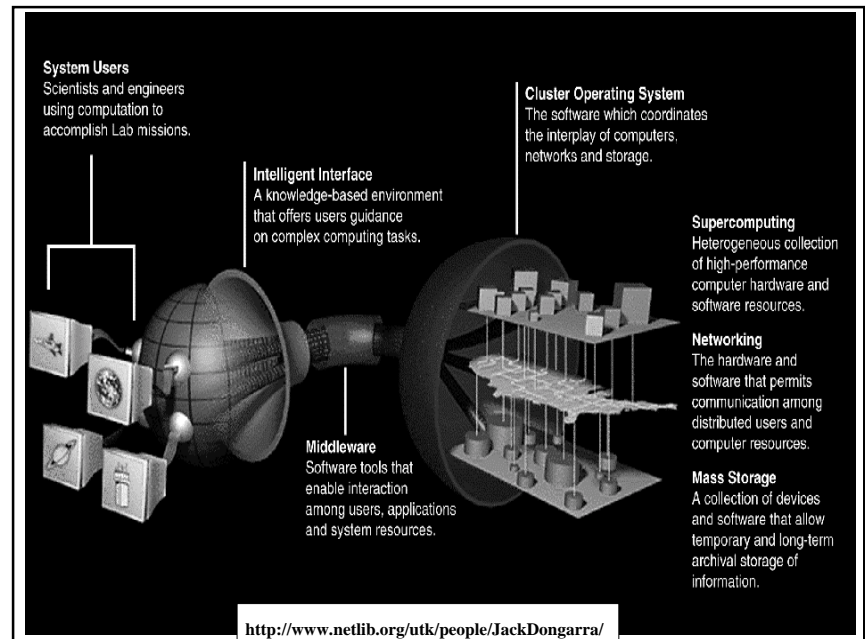 System Users
Scientists and engineers
using computation to
accomplish Lab missions.
Intelligent Interface
A knowledge-based environment
that offers users guidance
on complex computing tasks.
Cluster Operating System
The software which coordinates
the interplay of computers,
networks and storage.
Supercomputing
Heterogeneous collection
of high-performance
computer hardware and
software resources.
Networking
The hardware and
software that permits
communication among
distributed users and
computer resources.
Middleware
Software tools that
enable interaction
among users, applications
and system resources.
Mass Storage
A collection of devices
and software that allow
temporary and long-term
archival storage of
information.
http://www.netlib.org/utk/people/JackDongarra/